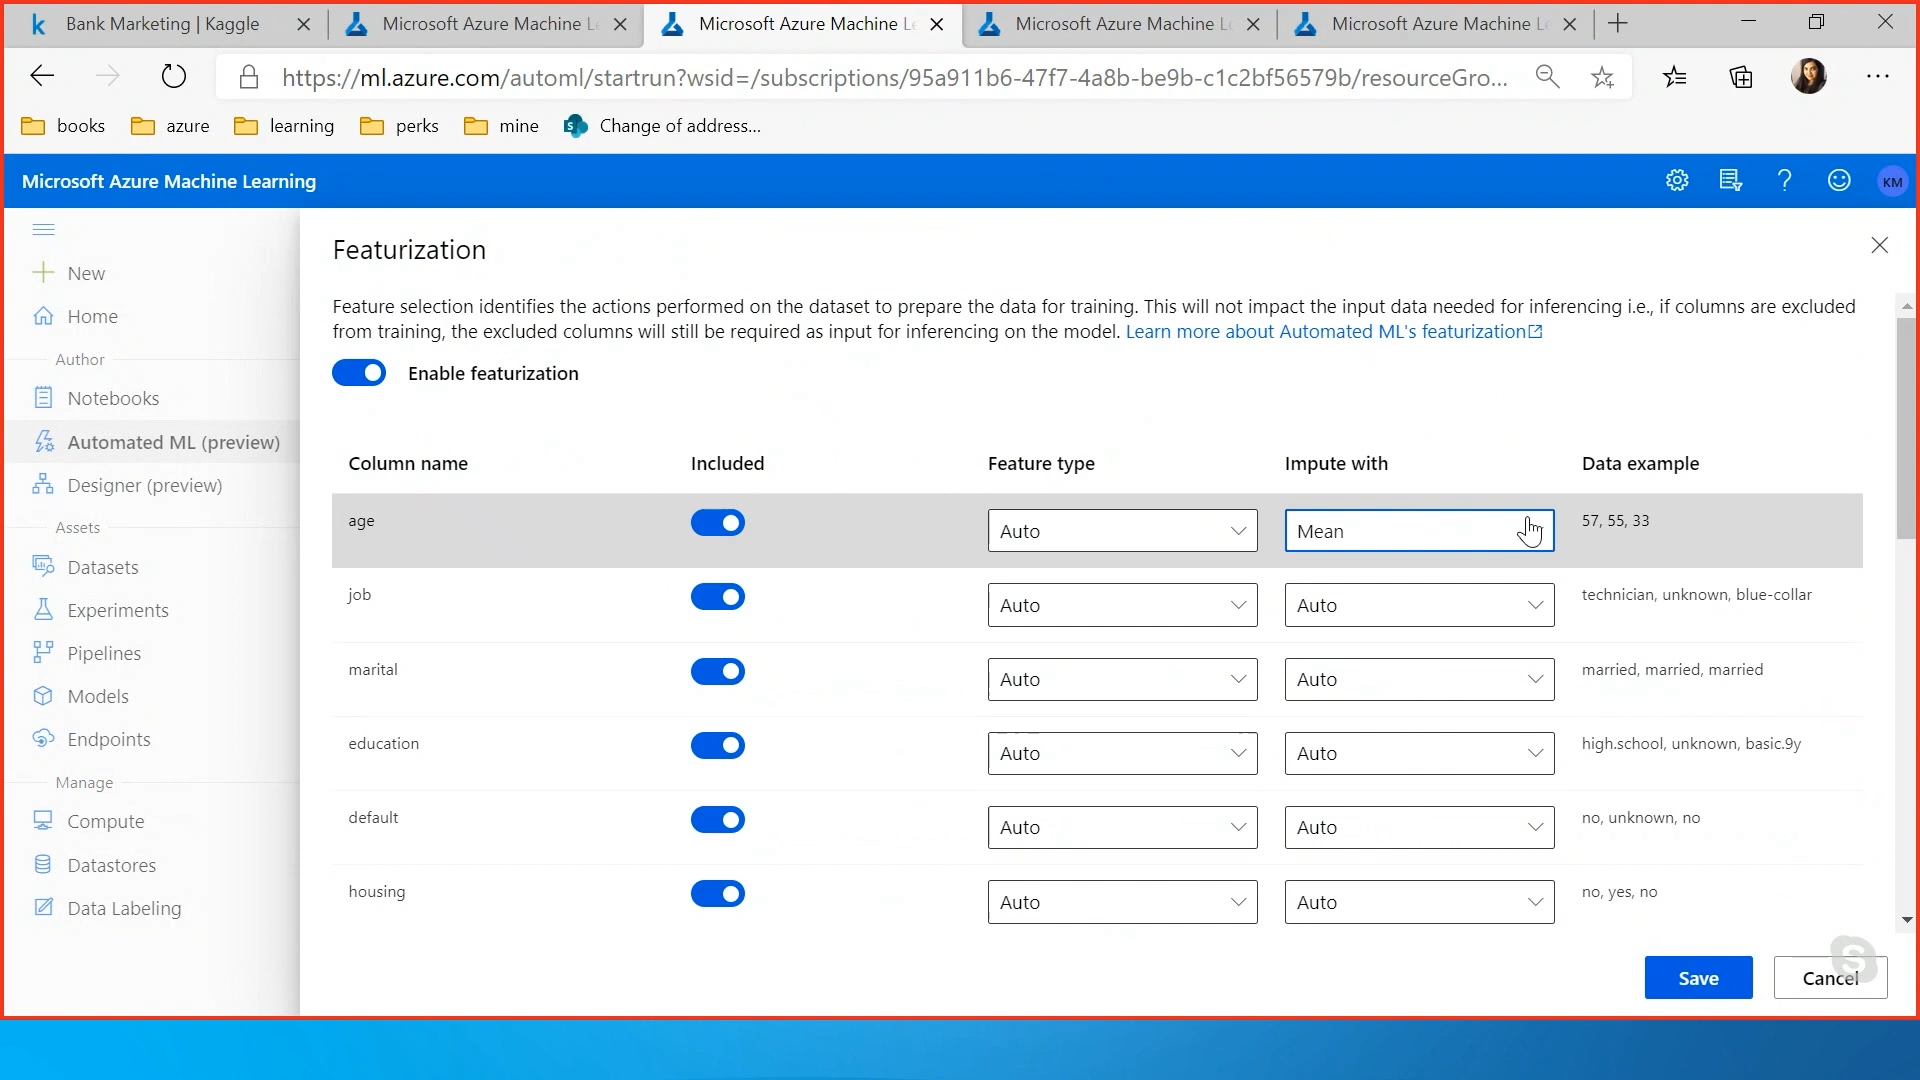 Bank Marketing | Kaggle
Microsoft Azure Machine Le
Microsoft Azure Machine Le
Microsoft Azure Machine Le
Microsoft Azure Machine Le
https://ml.azure.com/automl/startrun?wsid=/subscriptions/95a911b6-47f7-4a8b-be9b-c1c2bf56579b/resourceGro...
books
azure
learning
perks
mine
Change of address...
Microsoft Azure Machine Learning
KM
New
Home
Author
Notebooks
Automated ML (preview)
Designer (preview)
Assets
Datasets
Experiments
Pipelines
Models
Endpoints
Manage
Compute
Datastores
Data Labeling
Featurization
Feature selection identifies the actions performed on the dataset to prepare the data for training. This will not impact the input data needed for inferencing i.e., if columns are excluded
from training, the excluded columns will still be required as input for inferencing on the model. Learn more about Automated ML's featurization
Enable featurization
Column name Included Feature type Impute with Data example
age Auto Mean 57, 55, 33
job Auto Auto technician, unknown, blue-collar
marital Auto Auto married, married, married
education Auto Auto high.school, unknown, basic.9y
default Auto Auto no, unknown, no
housing Auto Auto no, yes, no
Save
Cancel